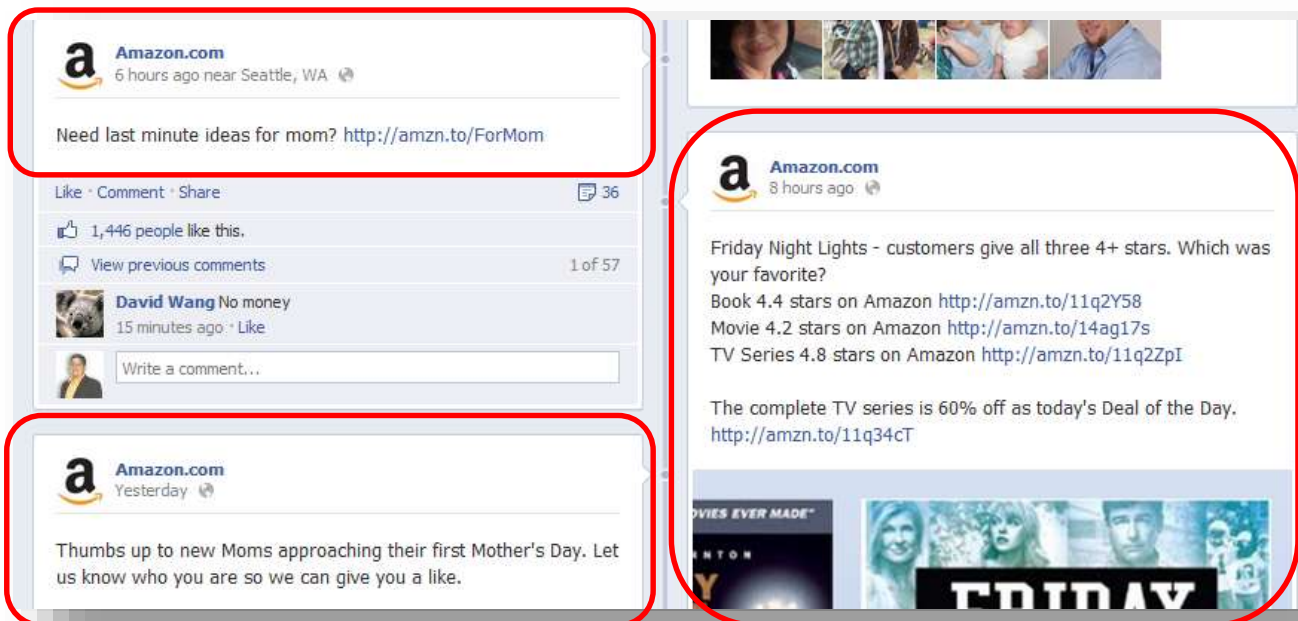 Amazon.com
6 hours ago near Seattle, WA
Need last minute ideas for mom? http://amzn.to/ForMom
Like · Comment · Share
36
1,446 people like this.
View previous comments
1 of 57
David Wang No money
15 minutes ago · Like
Write a comment...
Amazon.com
Yesterday
Thumbs up to new Moms approaching their first Mother's Day. Let
us know who you are so we can give you a like.
Amazon.com
8 hours ago
Friday Night Lights - customers give all three 4+ stars. Which was
your favorite?
Book 4.4 stars on Amazon http://amzn.to/11q2Y58
Movie 4.2 stars on Amazon http://amzn.to/14ag17s
TV Series 4.8 stars on Amazon http://amzn.to/11q2ZpI
The complete TV series is 60% off as today's Deal of the Day.
http://amzn.to/11q34cT
EVER MADE"
FRIDAY